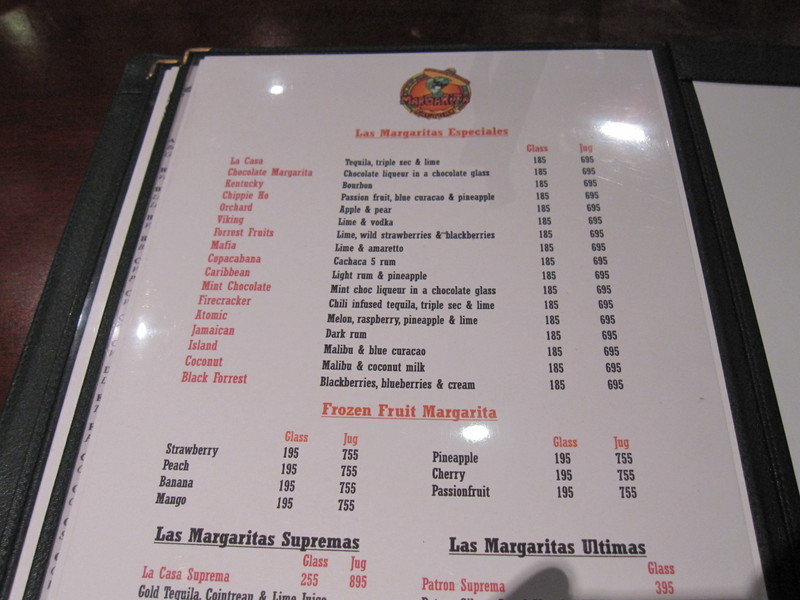 MARGARITA
Las Margaritas Especiales
Glass Jug
La Casa Tequila, triple sec & lime 185 695
Chocolate Margarita Chocolate liqueur in a chocolate glass 185 695
Kentucky Bourbon 185 695
Chippie Ho Passion fruit, blue curacao & pineapple 185 695
Orchard Apple & pear 185 695
Viking Lime & vodka 185 695
Forrest Fruits Lime, wild strawberries & blackberries 185 695
Mafia Lime & amaretto 185 695
Copacabana Cachaca 5 rum 185 695
Caribbean Light rum & pineapple 185 695
Mint Chocolate Mint choc liqueur in a chocolate glass 185 695
Firecracker Chili infused tequila, triple sec & lime 185 695
Atomic Melon, raspberry, pineapple & lime 185 695
Jamaican Dark rum 185 695
Island Malibu & blue curacao 185 695
Coconut Malibu & coconut milk 185 695
Black Forrest Blackberries, blueberries & cream 185 695
Frozen Fruit Margarita
Glass Jug Glass Jug
Strawberry 195 755 Pineapple 195 755
Peach 195 755 Cherry 195 755
Banana 195 755 Passionfruit 195 755
Mango 195 755
Las Margaritas Supremas
Glass Jug
La Casa Suprema 255 895
Gold Tequila, Cointreau & Lime Juice
Las Margaritas Ultimas
Glass
Patron Suprema 395